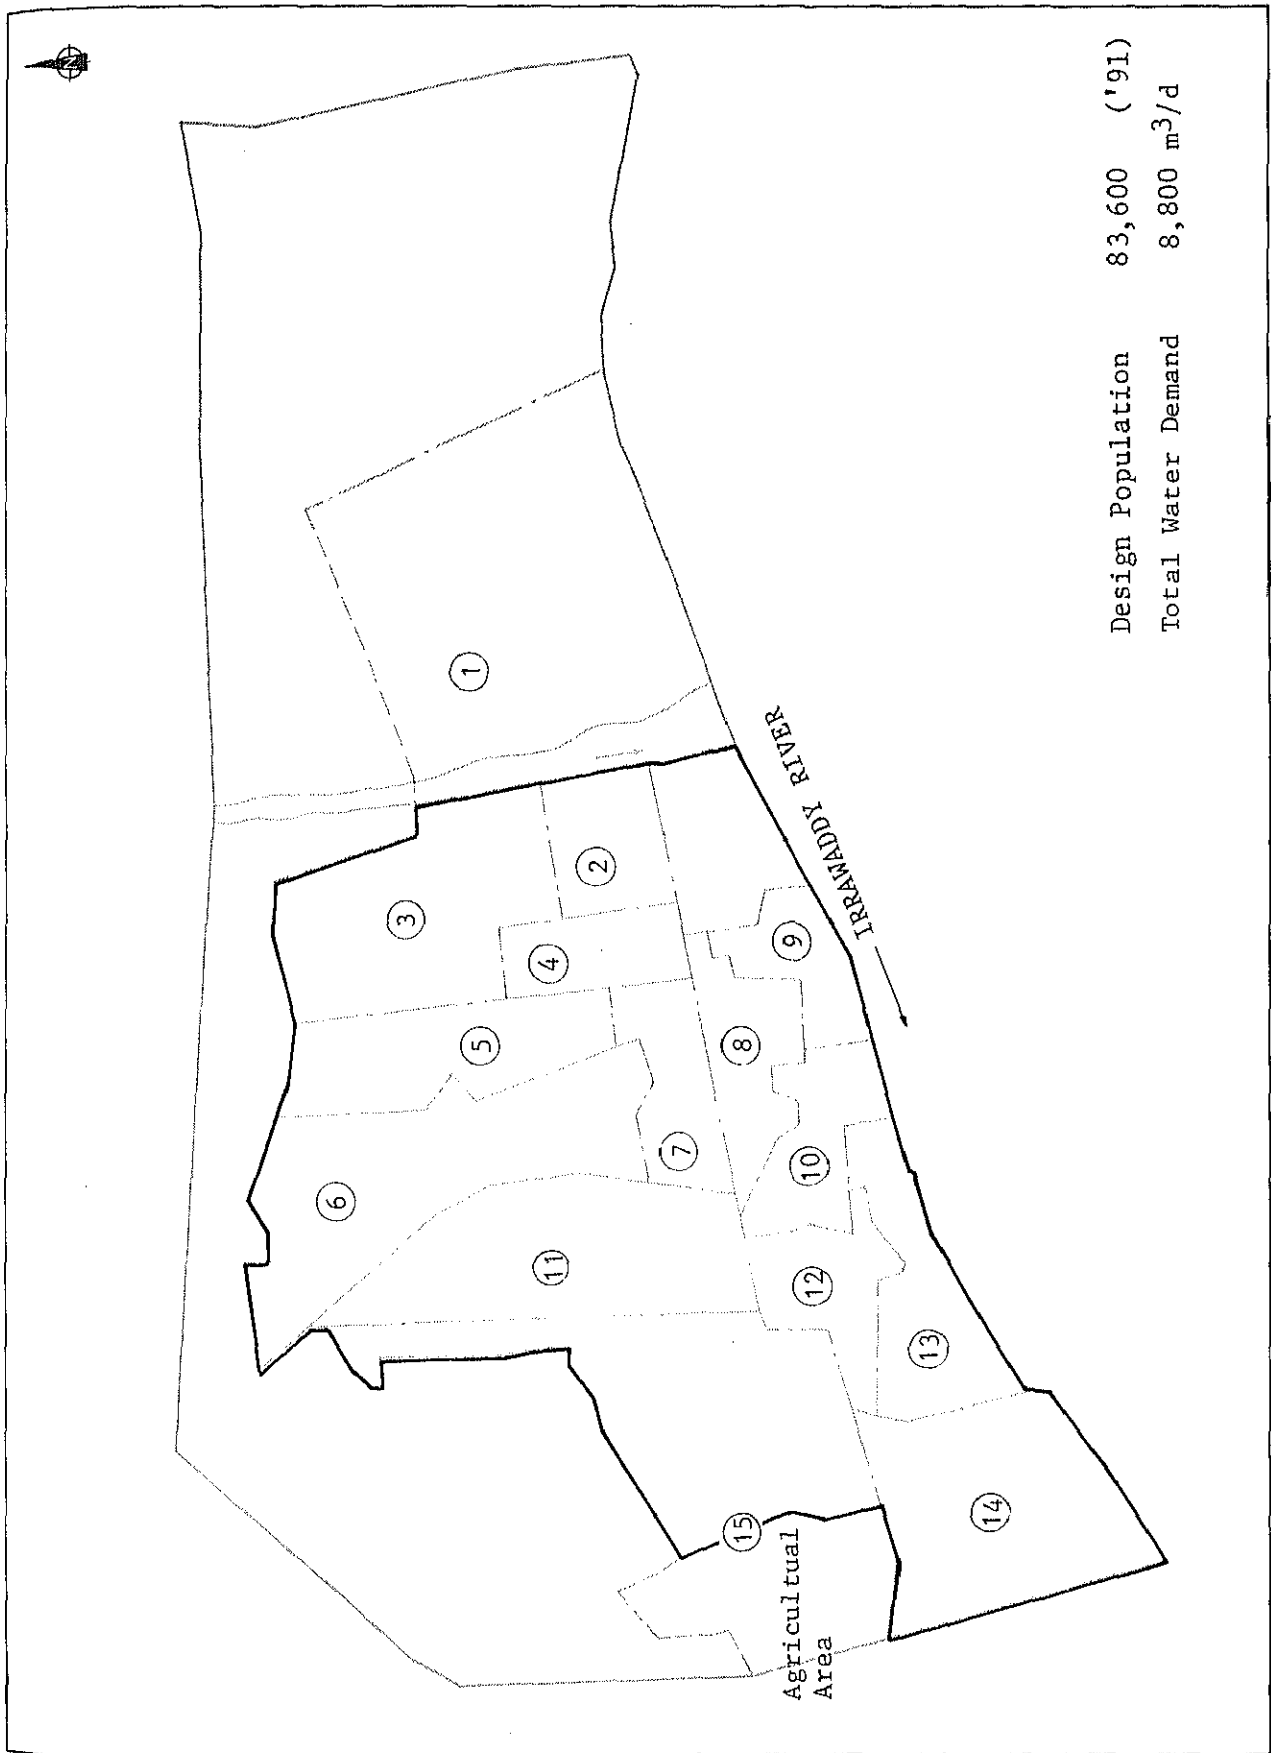 N
1
2
3
4
5
6
7
8
9
10
11
12
13
14
15
Agricultual
Area
IRRAWADDY RIVER
Design Population 83,600 ('91)
Total Water Demand 8,800 m³/d